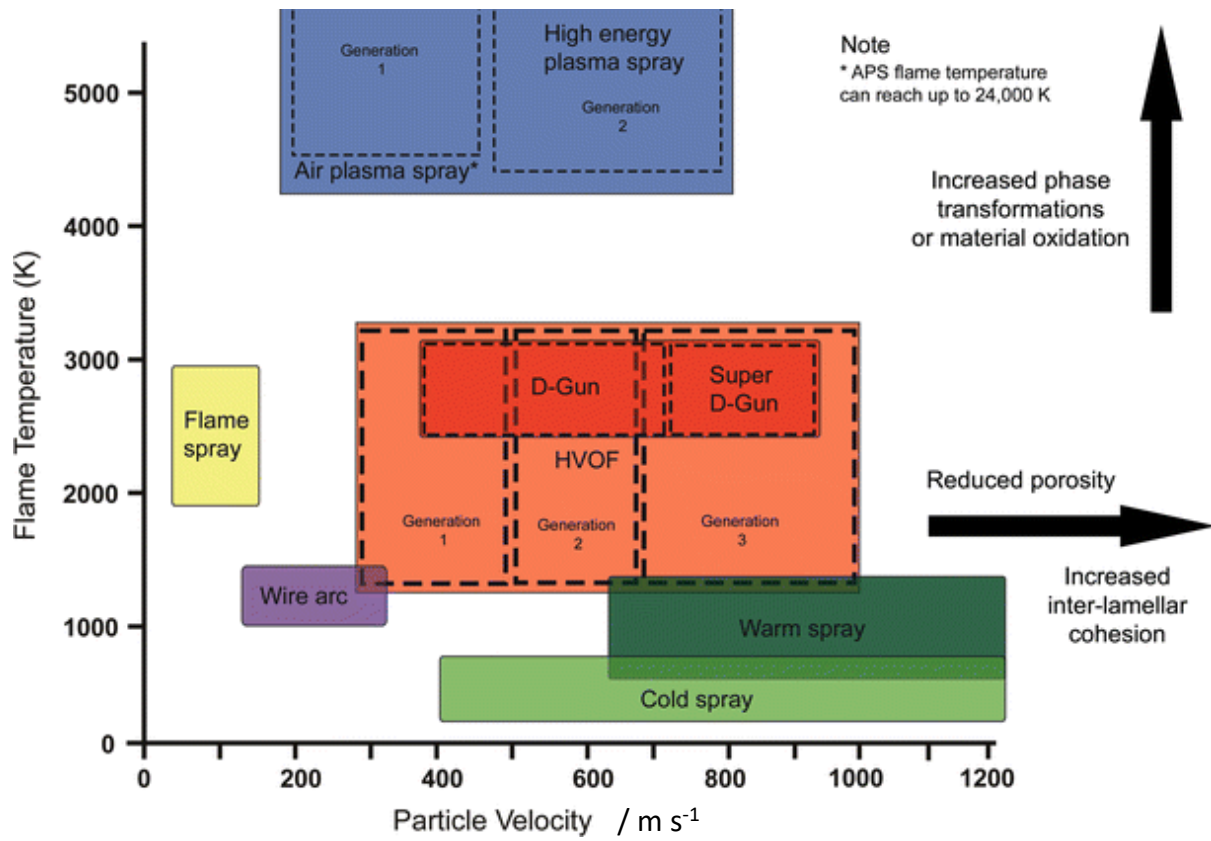 Generation
1
High energy
plasma spray
Generation
2
Air plasma spray*
Note
* APS flame temperature
can reach up to 24,000 K
Increased phase
transformations
or material oxidation
Flame Temperature (K)
5000
4000
3000
2000
1000
0
Flame
spray
D-Gun
Super
D-Gun
HVOF
Generation
1
Generation
2
Generation
3
Wire arc
Warm spray
Cold spray
Reduced porosity
Increased
inter-lamellar
cohesion
0 200 400 600 800 1000 1200
Particle Velocity / m s-1